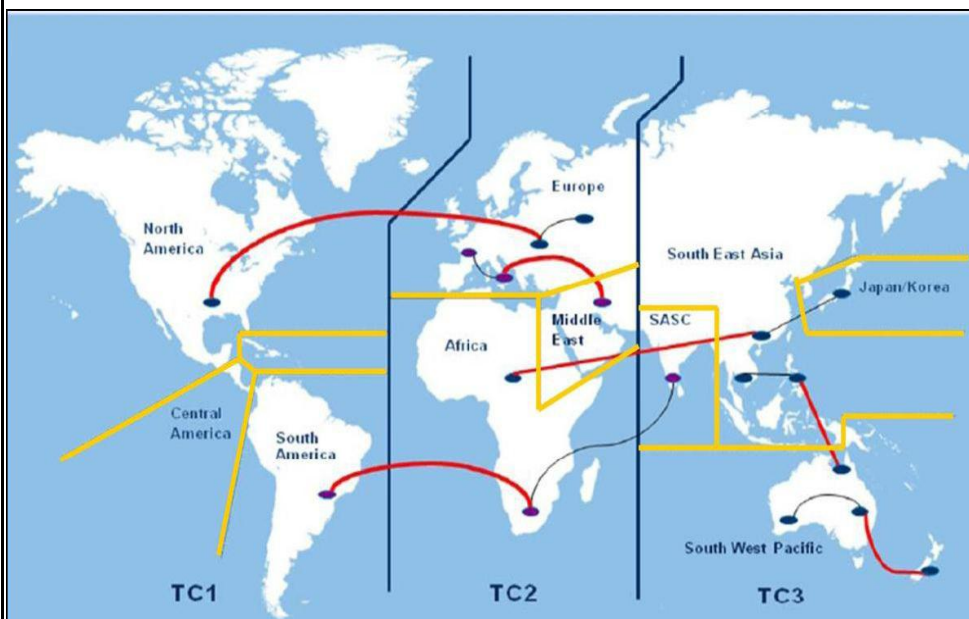 Europe
North
America
South East Asia
Japan/Korea
Middle
East
SASC
Africa
Central
America
South
America
South West Pacific
TC1
TC2
TC3